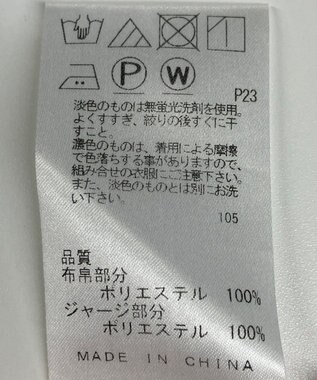 P W
P23
淡色のものは無蛍光洗剤を使用。
よくすすぎ、絞りの後すぐに干
すこと。
濃色のものは、着用による摩擦
で色落ちする事がありますので、
組み合せの衣服にご注意下さい。
また、淡色のものとは別にお洗
い下さい。
105
品質
布帛部分
ポリエステル 100%
ジャージ部分
ポリエステル 100%
MADE IN CHINA